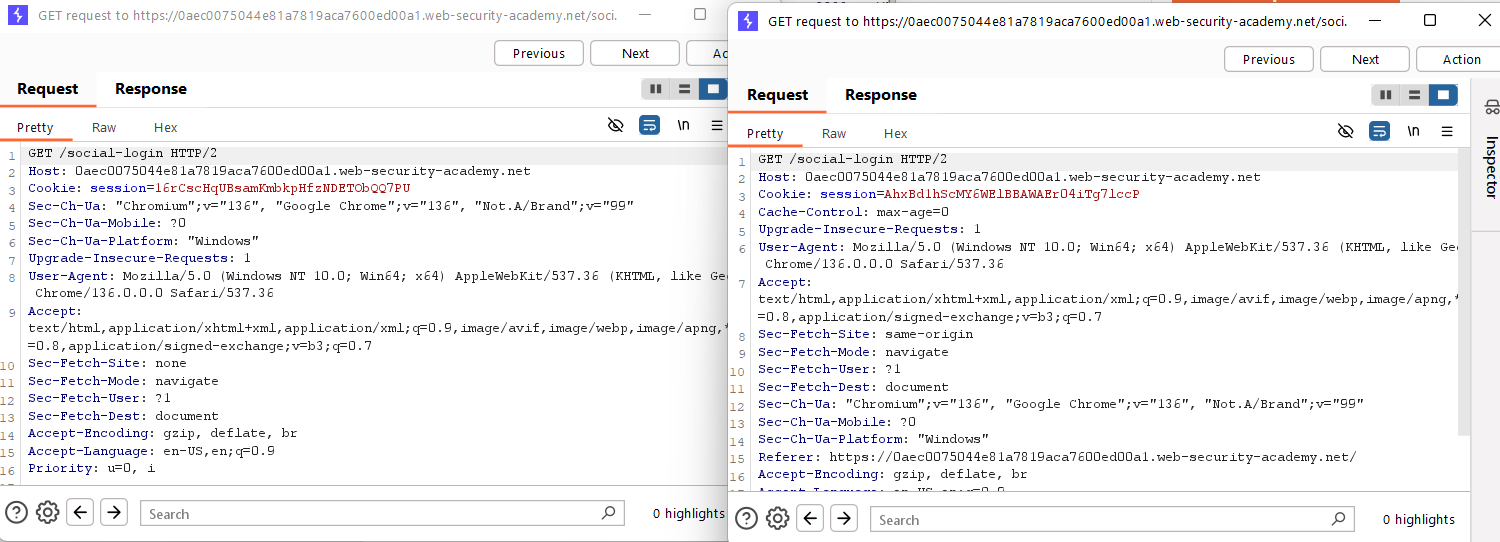 GET request to https://0aec0075044e81a7819aca7600ed00a1.web-security-academy.net/soci.
Previous
Next
Ac
Request
Response
Pretty
Raw
Hex
\n
1 GET /social-login HTTP/2
2 Host: 0aec0075044e81a7819aca7600ed00a1.web-security-academy.net
3 Cookie: session=16rCscHqUBsamKmbkpHfzNDETObQQ7PU
4 Sec-Ch-Ua: "Chromium";v="136", "Google Chrome";v="136", "Not.A/Brand";v="99"
5 Sec-Ch-Ua-Mobile: ?0
6 Sec-Ch-Ua-Platform: "Windows"
7 Upgrade-Insecure-Requests: 1
8 User-Agent: Mozilla/5.0 (Windows NT 10.0; Win64; x64) AppleWebKit/537.36 (KHTML, like Ge
Chrome/136.0.0.0 Safari/537.36
9 Accept:
text/html,application/xhtml+xml,application/xml;q=0.9,image/avif,image/webp,image/apng,*
=0.8,application/signed-exchange;v=b3;q=0.7
10 Sec-Fetch-Site: none
11 Sec-Fetch-Mode: navigate
12 Sec-Fetch-User: ?1
13 Sec-Fetch-Dest: document
14 Accept-Encoding: gzip, deflate, br
15 Accept-Language: en-US,en;q=0.9
16 Priority: u=0, i
Search
0 highlights
GET request to https://0aec0075044e81a7819aca7600ed00a1.web-security-academy.net/soci.
Previous
Next
Action
Request
Response
Pretty
Raw
Hex
\n
Inspector
1 GET /social-login HTTP/2
2 Host: 0aec0075044e81a7819aca7600ed00a1.web-security-academy.net
3 Cookie: session=AhxBd1hScMY6WElBBAWAErO4iTg7lccP
4 Cache-Control: max-age=0
5 Upgrade-Insecure-Requests: 1
6 User-Agent: Mozilla/5.0 (Windows NT 10.0; Win64; x64) AppleWebKit/537.36 (KHTML, like Gec
Chrome/136.0.0.0 Safari/537.36
7 Accept:
text/html,application/xhtml+xml,application/xml;q=0.9,image/avif,image/webp,image/apng,*
=0.8,application/signed-exchange;v=b3;q=0.7
8 Sec-Fetch-Site: same-origin
9 Sec-Fetch-Mode: navigate
10 Sec-Fetch-User: ?1
11 Sec-Fetch-Dest: document
12 Sec-Ch-Ua: "Chromium";v="136", "Google Chrome";v="136", "Not.A/Brand";v="99"
13 Sec-Ch-Ua-Mobile: ?0
14 Sec-Ch-Ua-Platform: "Windows"
15 Referer: https://0aec0075044e81a7819aca7600ed00a1.web-security-academy.net/
16 Accept-Encoding: gzip, deflate, br
Search
0 highlights